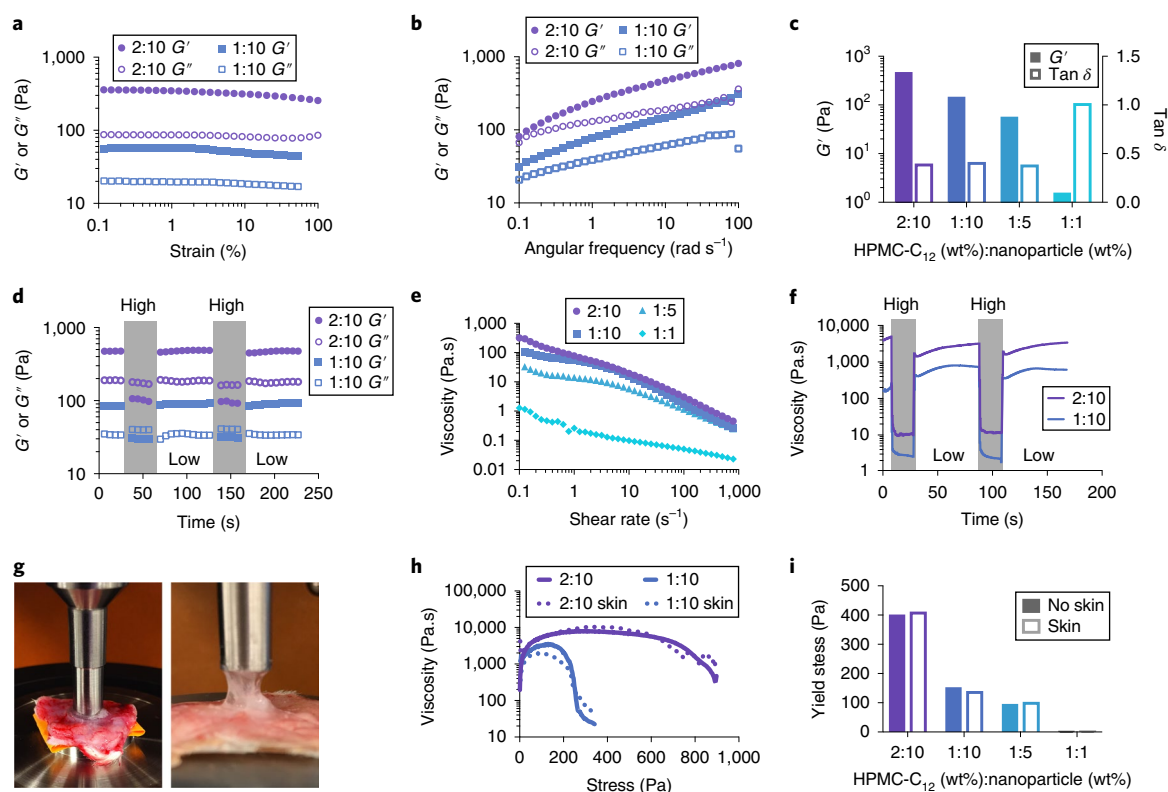 a
2:10 G′ 1:10 G′
2:10 G″ 1:10 G″
1,000
100
10
0.1 1 10 100
G′ or G″ (Pa)
Strain (%)
b
2:10 G′ 1:10 G′
2:10 G″ 1:10 G″
1,000
100
10
0.1 1 10 100
G′ or G″ (Pa)
Angular frequency (rad s⁻¹)
c
G′
Tan δ
10³
10²
10¹
10⁰
1.5
1.0
0.5
0.0
G′ (Pa)
Tan δ
2:10 1:10 1:5 1:1
HPMC-C₁₂ (wt%):nanoparticle (wt%)
d
High High
2:10 G′
2:10 G″
1:10 G′
1:10 G″
1,000
100
10
Low Low
0 50 100 150 200 250
G′ or G″ (Pa)
Time (s)
e
2:10 1:5
1:10 1:1
1,000
100
10
1
0.1
0.01
0.1 1 10 100 1,000
Viscosity (Pa.s)
Shear rate (s⁻¹)
f
High High
10,000
1,000
100
10
1
2:10
1:10
Low Low
0 50 100 150 200
Viscosity (Pa.s)
Time (s)
g
h
2:10 1:10
2:10 skin 1:10 skin
100,000
10,000
1,000
100
10
0 200 400 600 800 1,000
Viscosity (Pa.s)
Stress (Pa)
i
No skin
Skin
500
400
300
200
100
0
Yield stess (Pa)
2:10 1:10 1:5 1:1
HPMC-C₁₂ (wt%):nanoparticle (wt%)